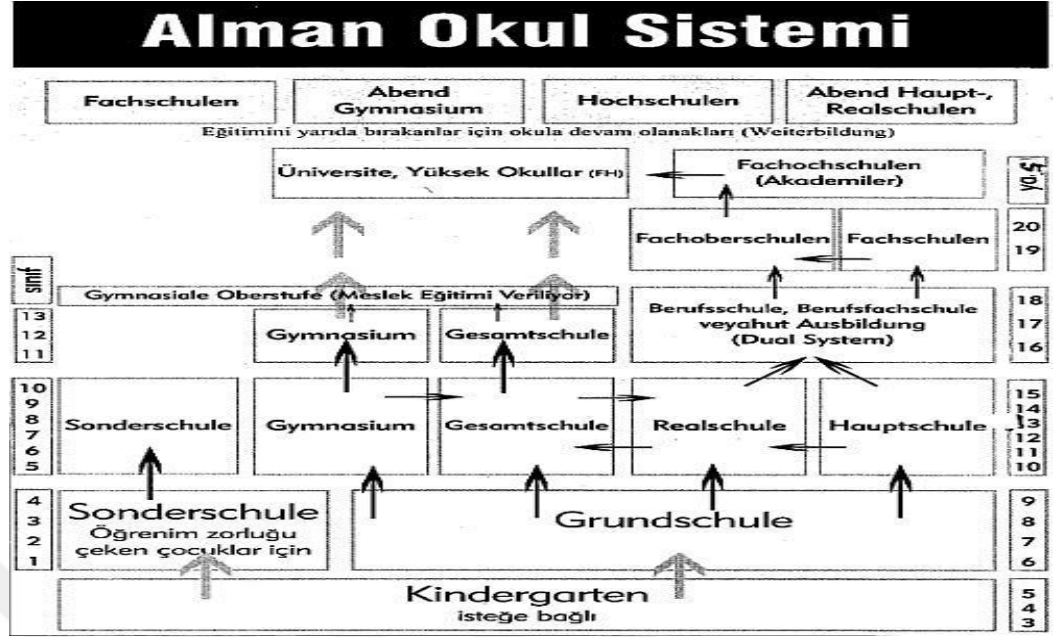 Alman Okul Sistemi
Fachschulen
Abend
Gymnasium
Hochschulen
Abend Haupt-,
Realschulen
Eğitimini yarıda bırakanlar için okula devam olanakları (Weiterbildung)
Üniversite, Yüksek Okullar (FH)
Fachochschulen
(Akademiler)
yaş
Fachoberschulen
Fachschulen
20
19
sınıf
Gymnasiale Oberstufe (Meslek Eğitimi Veriliyor)
13
12
11
Gymnasium
Gesamtschule
Berufsschule, Berufsfachschule
veyahut Ausbildung
(Dual System)
18
17
16
10
9
8
7
6
5
Sonderschule
Gymnasium
Gesamtschule
Realschule
Hauptschule
15
14
13
12
11
10
4
3
2
1
Sonderschule
Öğrenim zorluğu
çeken çocuklar için
Grundschule
9
8
7
6
Kindergarten
isteğe bağlı
5
4
3